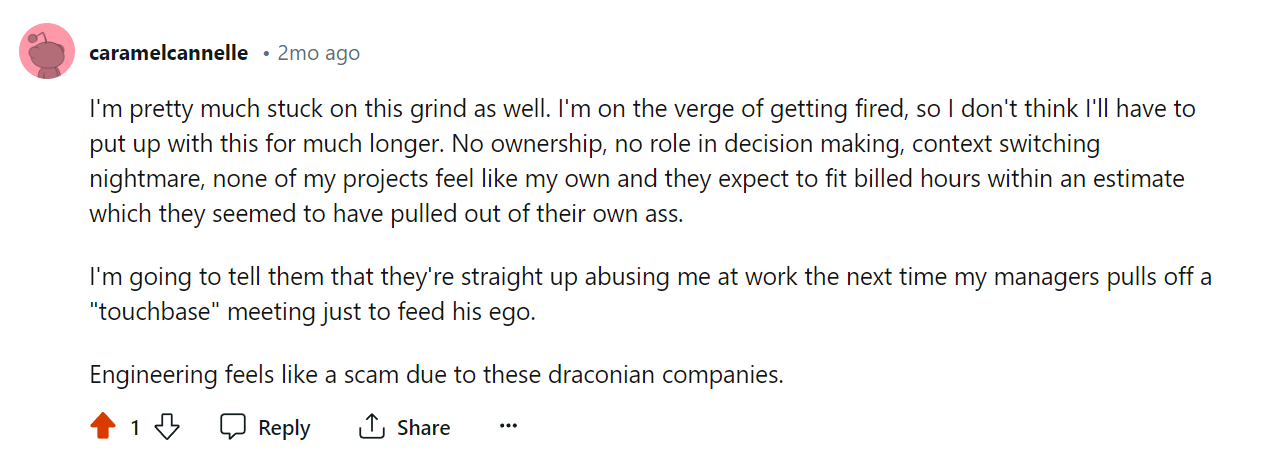 caramelcannelle • 2mo ago
I'm pretty much stuck on this grind as well. I'm on the verge of getting fired, so I don't think I'll have to
put up with this for much longer. No ownership, no role in decision making, context switching
nightmare, none of my projects feel like my own and they expect to fit billed hours within an estimate
which they seemed to have pulled out of their own ass.
I'm going to tell them that they're straight up abusing me at work the next time my managers pulls off a
"touchbase" meeting just to feed his ego.
Engineering feels like a scam due to these draconian companies.
1 Reply Share ...